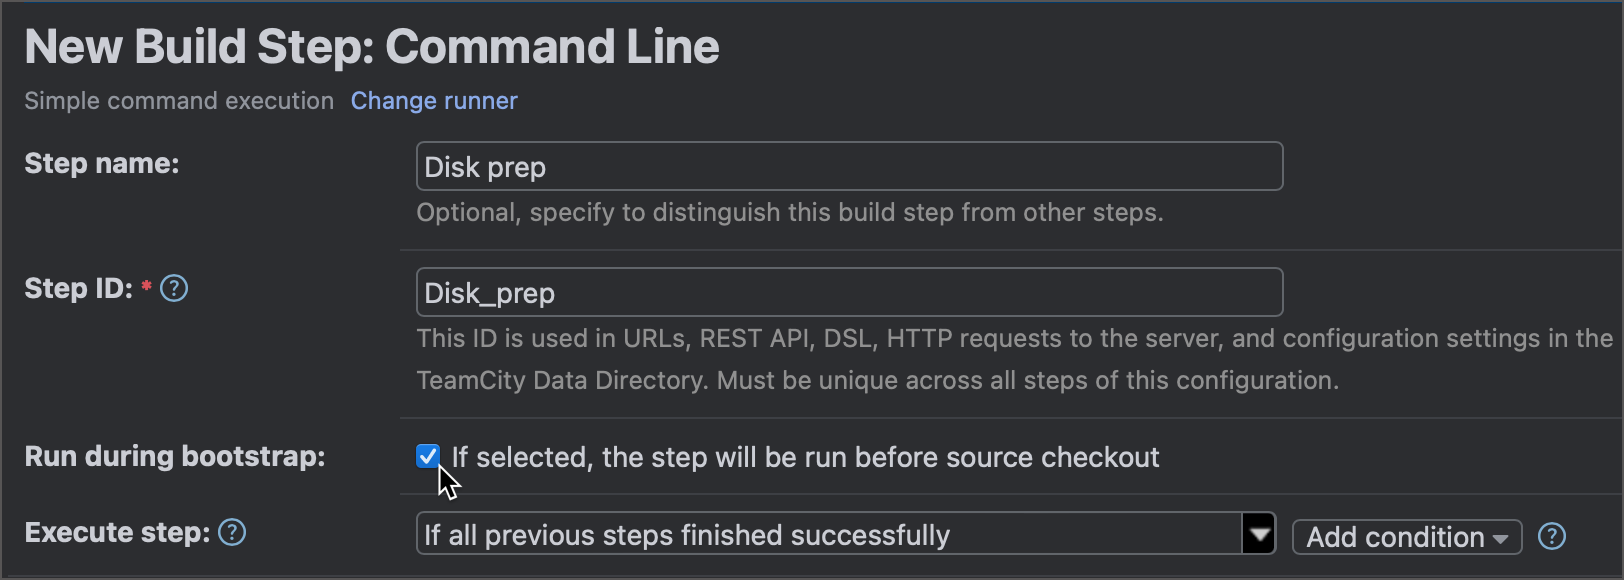 New Build Step: Command Line
Simple command execution Change runner
Step name: Disk prep
Optional, specify to distinguish this build step from other steps.
Step ID: * ? Disk_prep
This ID is used in URLs, REST API, DSL, HTTP requests to the server, and configuration settings in the
TeamCity Data Directory. Must be unique across all steps of this configuration.
Run during bootstrap: If selected, the step will be run before source checkout
Execute step: ? If all previous steps finished successfully Add condition ?